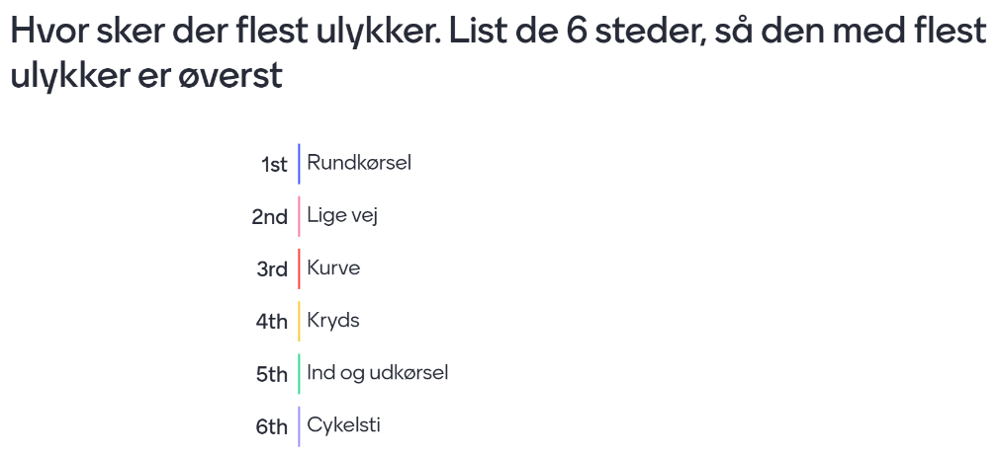 Hvor sker der flest ulykker. List de 6 steder, så den med flest
ulykker er øverst
1st Rundkørsel
2nd Lige vej
3rd Kurve
4th Kryds
5th Ind og udkørsel
6th Cykelsti